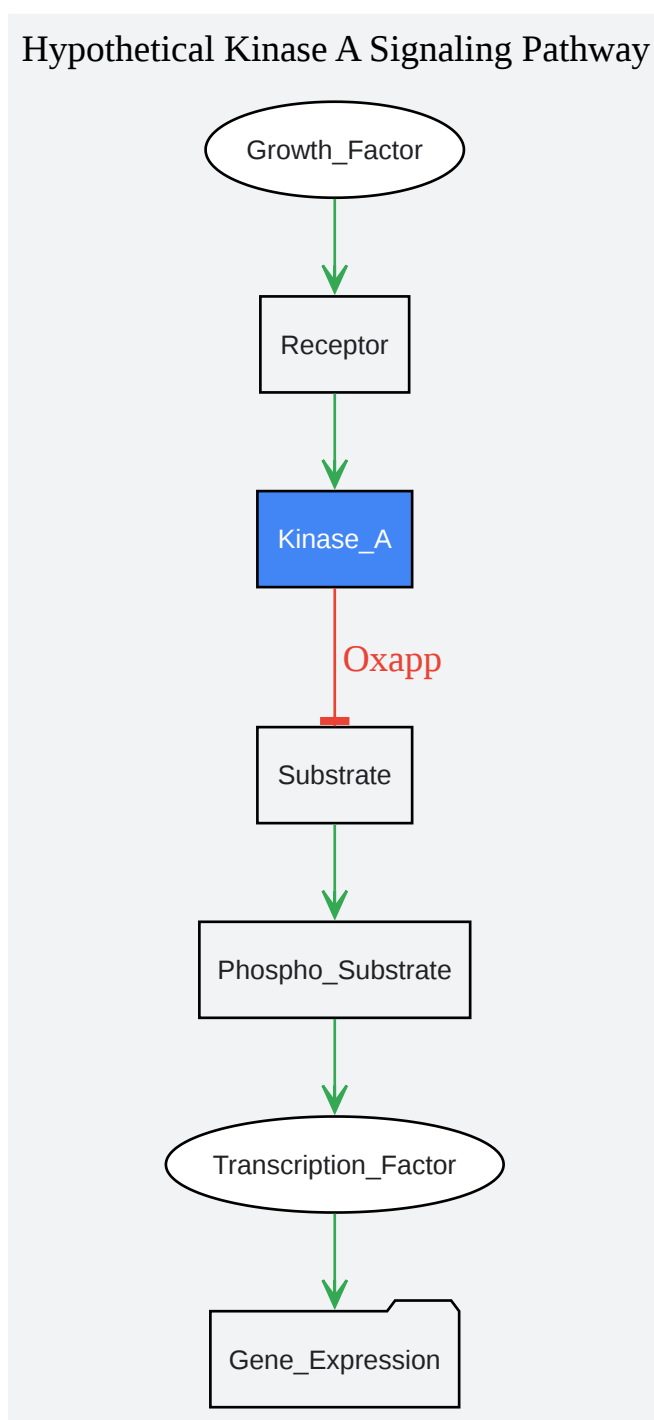 Hypothetical Kinase A Signaling Pathway
Growth_Factor
Receptor
Kinase_A
Oxapp
Substrate
Phospho_Substrate
Transcription_Factor
Gene_Expression